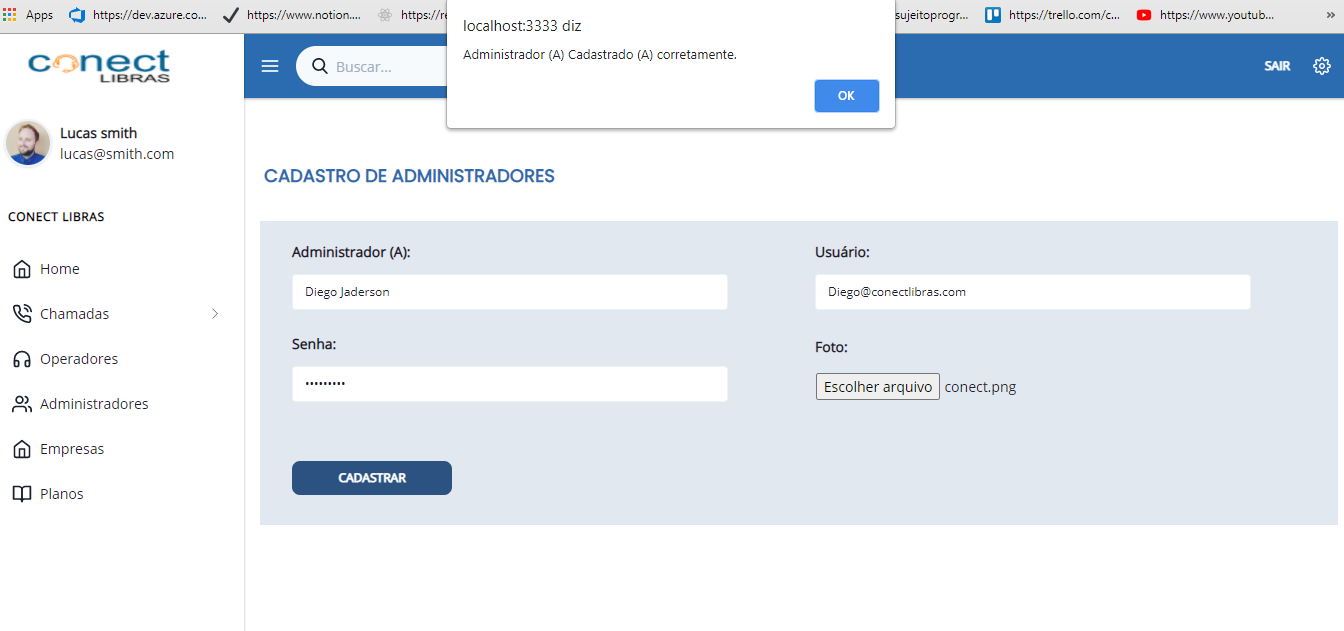 Apps
https://dev.azure.co...
https://www.notion....
https://re
sujeitoprogr...
https://trello.com/c...
https://www.youtub...
»
localhost:3333 diz
Administrador (A) Cadastrado (A) corretamente.
OK
conect
LIBRAS
Buscar...
SAIR
Lucas smith
lucas@smith.com
CONECT LIBRAS
Home
Chamadas
Operadores
Administradores
Empresas
Planos
CADASTRO DE ADMINISTRADORES
Administrador (A):
Usuário:
Diego Jaderson
Diego@conectlibras.com
Senha:
Foto:
•••••••••
Escolher arquivo conect.png
CADASTRAR